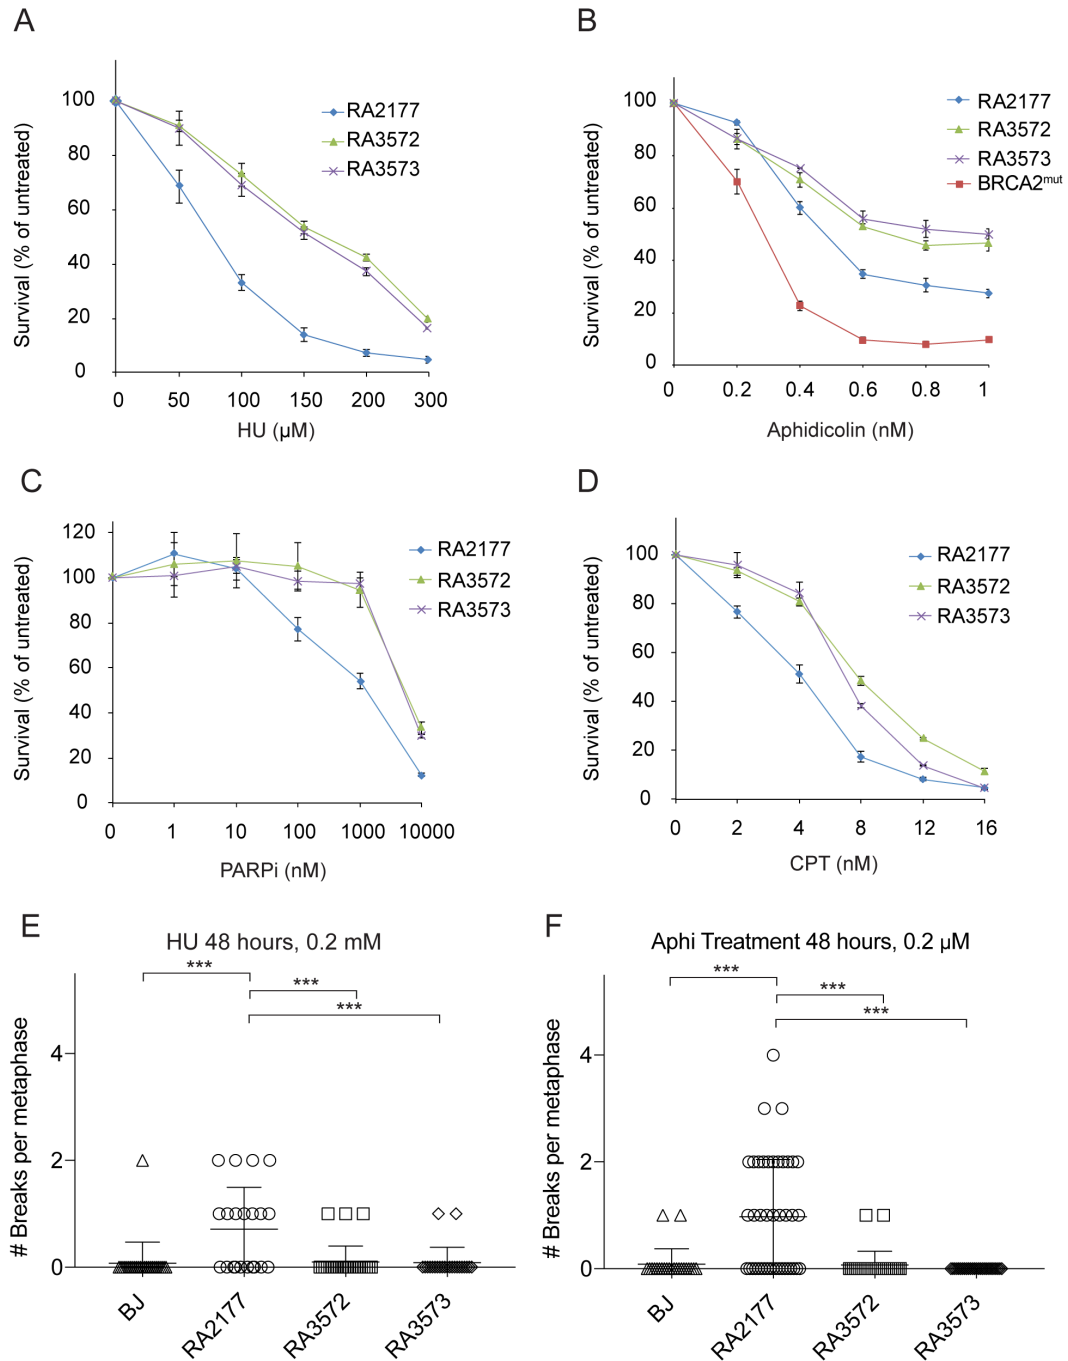 A
100
80
60
40
20
0
Survival (% of untreated)
0 50 100 150 200 300
HU (µM)
RA2177
RA3572
RA3573
B
100
80
60
40
20
0
Survival (% of untreated)
0 0.2 0.4 0.6 0.8 1
Aphidicolin (nM)
RA2177
RA3572
RA3573
BRCA2mut
C
120
100
80
60
40
20
0
Survival (% of untreated)
0 1 10 100 1000 10000
PARPi (nM)
RA2177
RA3572
RA3573
D
100
80
60
40
20
0
Survival (% of untreated)
0 2 4 8 12 16
CPT (nM)
RA2177
RA3572
RA3573
E
HU 48 hours, 0.2 mM
***
***
***
4
2
0
# Breaks per metaphase
BJ RA2177 RA3572 RA3573
F
Aphi Treatment 48 hours, 0.2 µM
***
***
***
4
2
0
# Breaks per metaphase
BJ RA2177 RA3572 RA3573